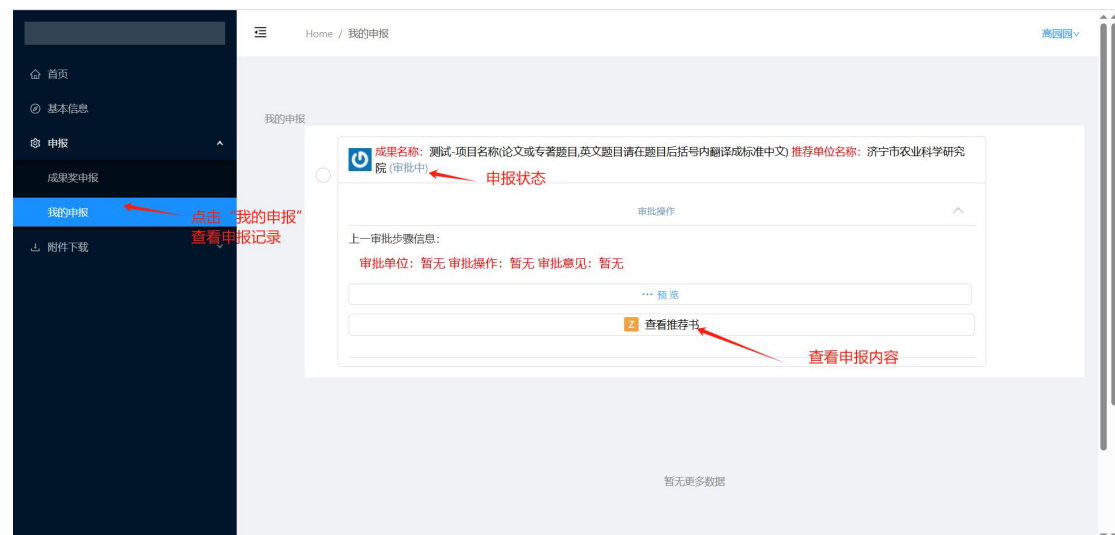 Home / 我的申报
高园园
首页
基本信息
申报
成果奖申报
我的申报
附件下载
点击“我的申报”
查看申报记录
我的申报
成果名称：测试-项目名称(论文或专著题目,英文题目请在题目后括号内翻译成标准中文) 推荐单位名称：济宁市农业科学研究
院 (审批中)
申报状态
审批操作
上一审批步骤信息：
审批单位：暂无 审批操作：暂无 审批意见：暂无
··· 预览
Z 查看推荐书
查看申报内容
暂无更多数据